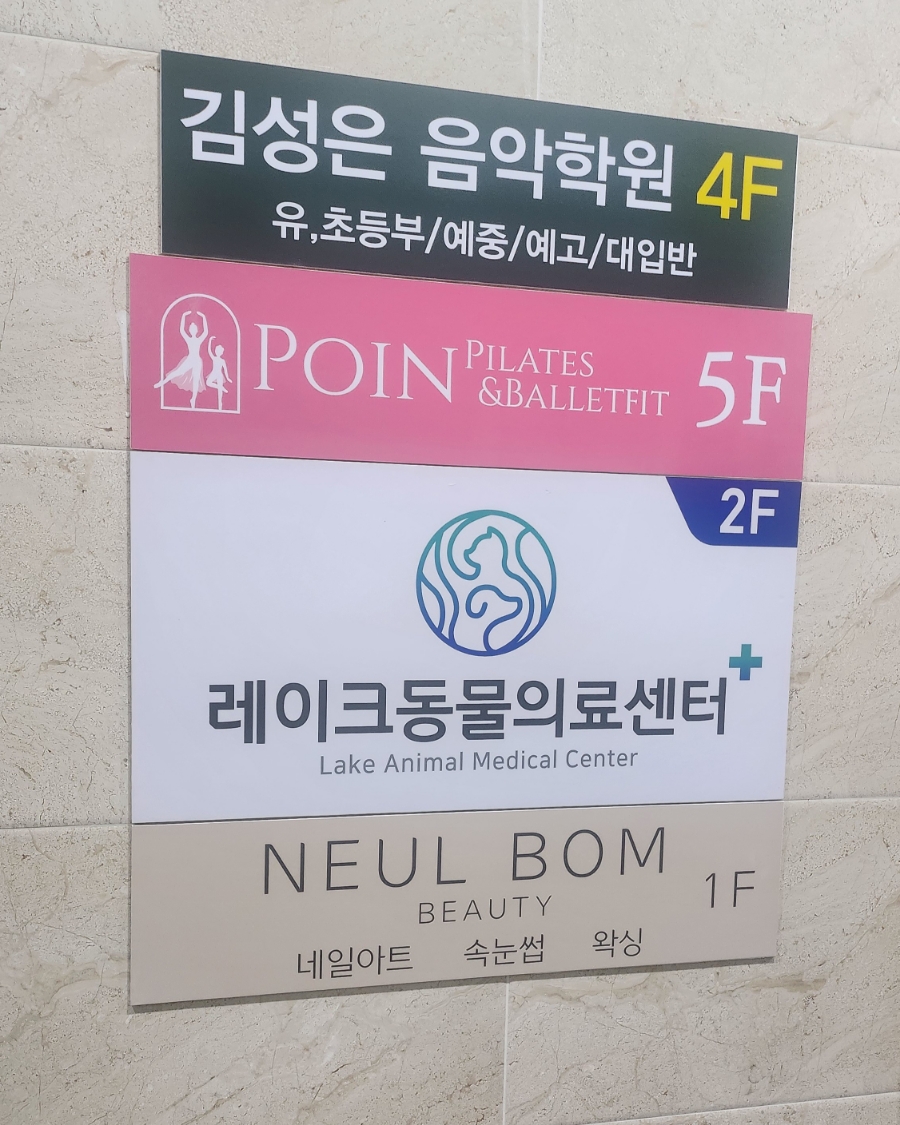 김성은 음악학원 4F
유,초등부/예중/예고/대입반
POIN PILATES &BALLETFIT 5F
2F
레이크동물의료센터
Lake Animal Medical Center
NEUL BOM
BEAUTY
1F
네일아트 속눈썹 왁싱